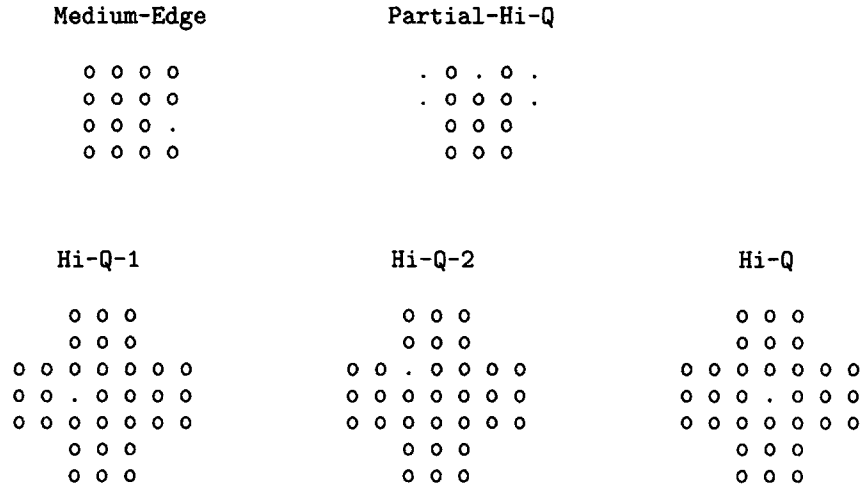 Medium-Edge Partial-Hi-Q
o o o o . o . o .
o o o o . o o o .
o o o . o o o
o o o o o o o
Hi-Q-1 Hi-Q-2 Hi-Q
o o o o o o o o o
o o o o o o o o o
o o o o o o o o o . o o o o o o o o o o o
o o . o o o o o o o o o o o o o o . o o o
o o o o o o o o o o o o o o o o o o o o o
o o o o o o o o o
o o o o o o o o o